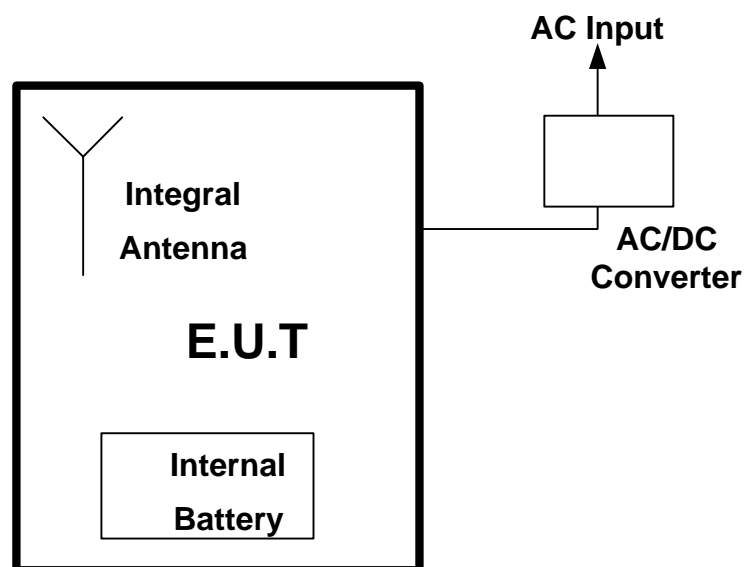 AC Input
Integral
Antenna
AC/DC
Converter
E.U.T
Internal
Battery